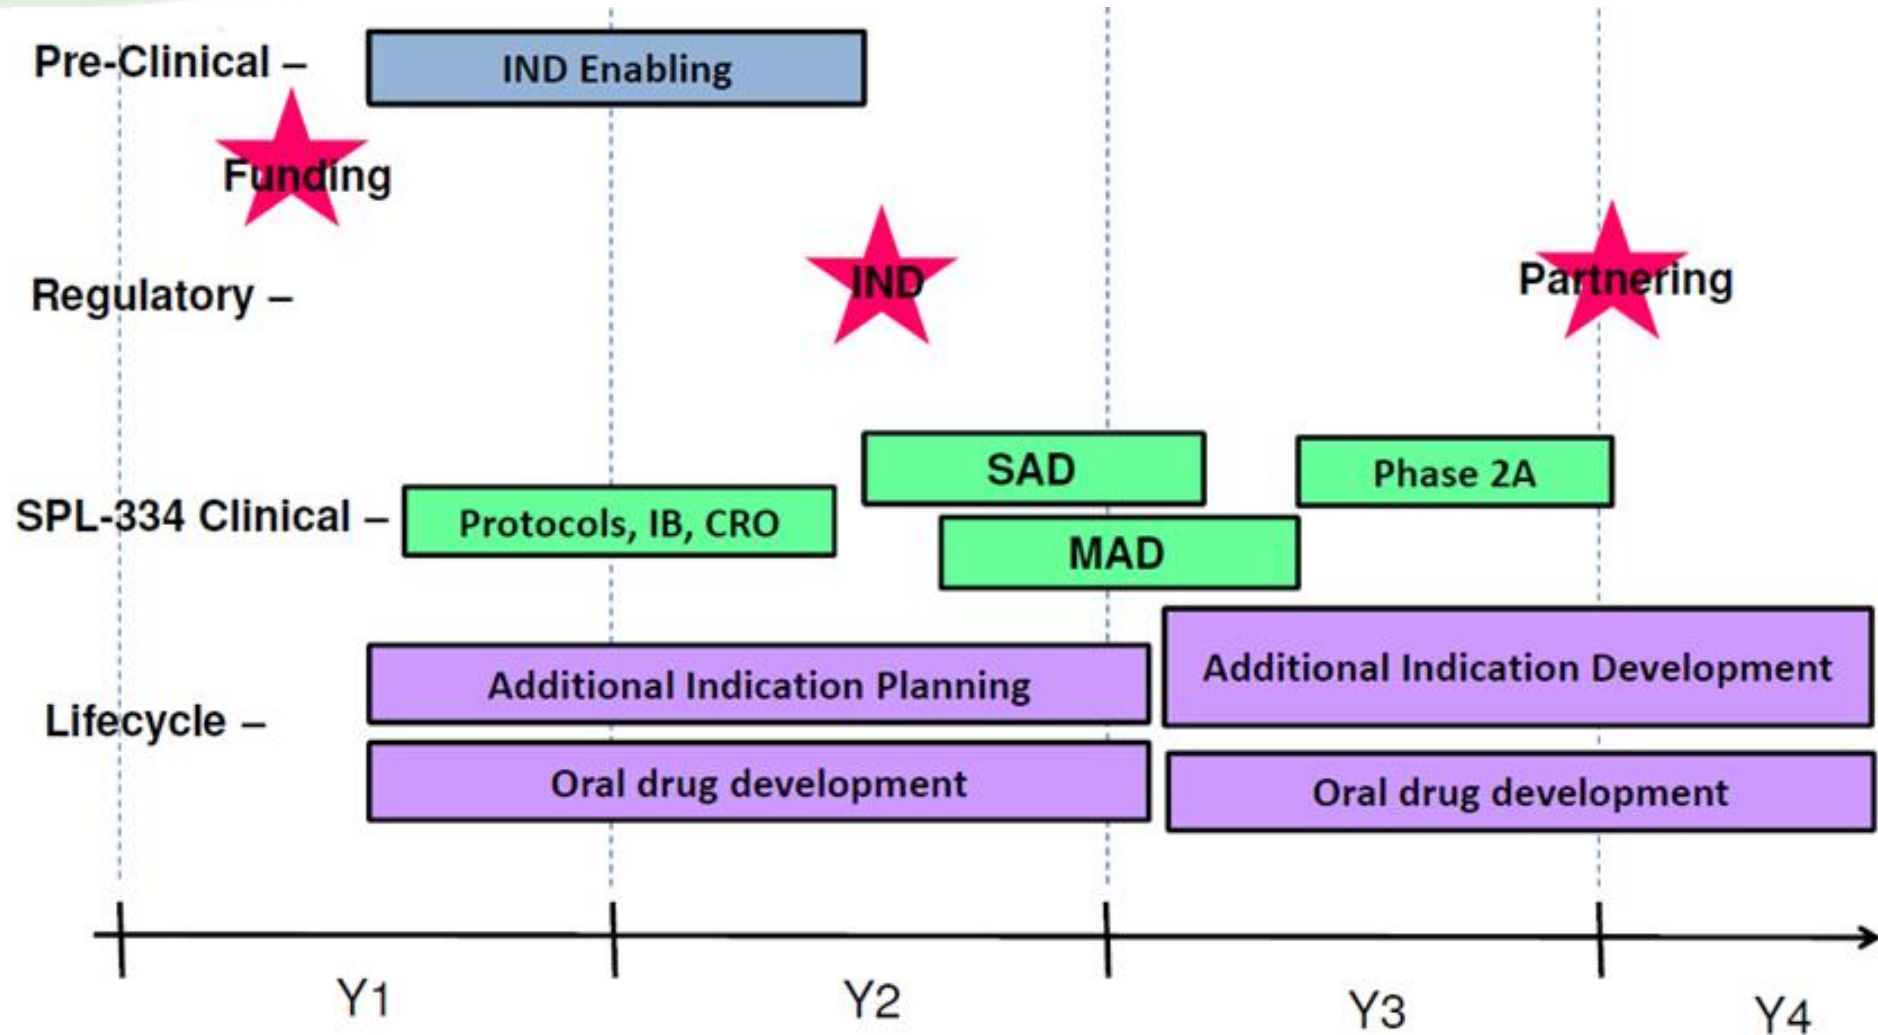 Pre-Clinical –
IND Enabling
Funding
Regulatory –
IND
Partnering
SPL-334 Clinical –
Protocols, IB, CRO
SAD
MAD
Phase 2A
Lifecycle –
Additional Indication Planning
Additional Indication Development
Oral drug development
Oral drug development
Y1
Y2
Y3
Y4